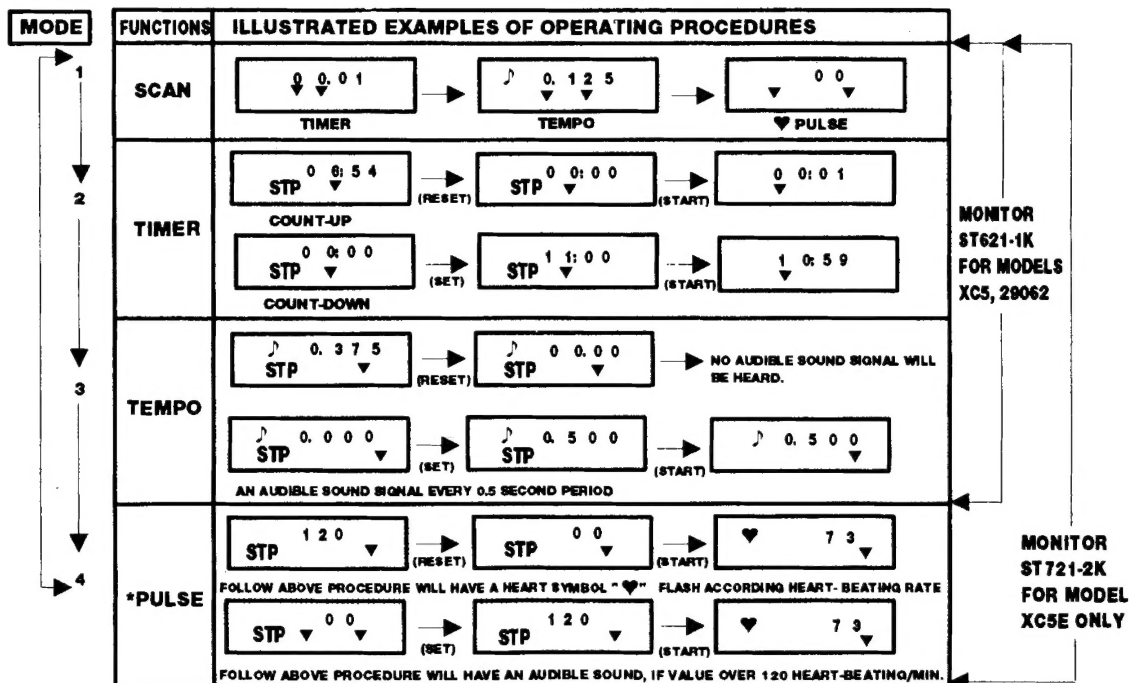 MODE
FUNCTIONS ILLUSTRATED EXAMPLES OF OPERATING PROCEDURES
1
SCAN
0 0.01
♪ 0.125
0 0
TIMER
TEMPO
♥ PULSE
2
TIMER
STP 0 6:54
(RESET)
STP 0 0:00
(START)
0 0:01
COUNT-UP
STP 0 0:00
(SET)
STP 1 1:00
(START)
1 0:59
COUNT-DOWN
MONITOR
ST621-1K
FOR MODELS
XC5, 29062
3
TEMPO
♪ STP 0.375
(RESET)
♪ STP 0 0.00
NO AUDIBLE SOUND SIGNAL WILL
BE HEARD.
♪ STP 0.000
(SET)
♪ STP 0.500
(START)
♪ 0.500
AN AUDIBLE SOUND SIGNAL EVERY 0.5 SECOND PERIOD
4
*PULSE
STP 120
(RESET)
STP 0 0
(START)
♥ 73
FOLLOW ABOVE PROCEDURE WILL HAVE A HEART SYMBOL "♥" FLASH ACCORDING HEART-BEATING RATE
STP 0 0
(SET)
STP 120
(START)
♥ 73
FOLLOW ABOVE PROCEDURE WILL HAVE AN AUDIBLE SOUND, IF VALUE OVER 120 HEART-BEATING/MIN.
MONITOR
ST721-2K
FOR MODEL
XC5E ONLY